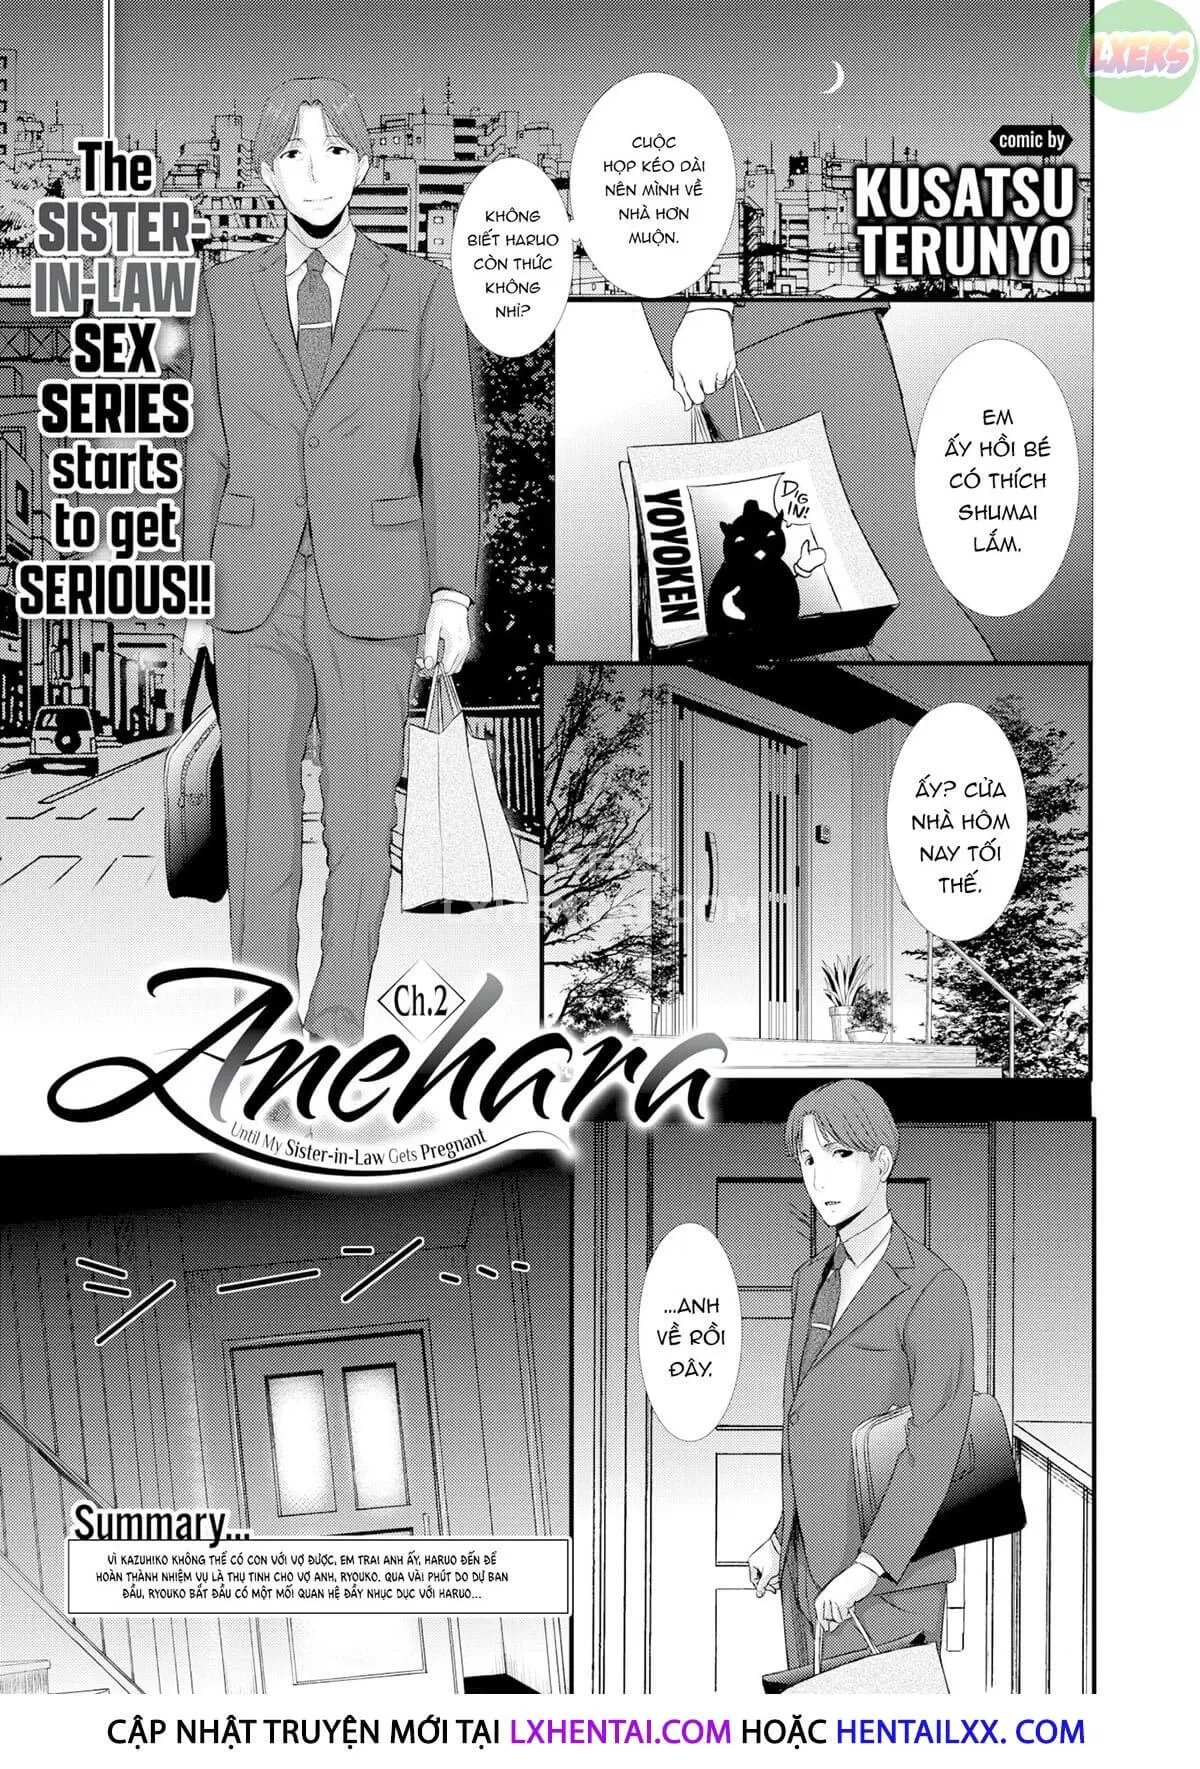 LXERS
comic by
KUSATSU
TERUNYO
The
SISTER-
IN-LAW
SEX
SERIES
starts
to get
SERIOUS!!
CUỘC
HỌP KÉO DÀI
NÊN MÌNH VỀ
NHÀ HƠN
MUỘN.
KHÔNG
BIẾT HARUO
CÒN THỨC
KHÔNG
NHỈ?
EM
ẤY HỒI BÉ
CÓ THÍCH
SHUMAI
LẮM.
DIG
IN!
YOYOKEN
ẤY? CỬA
NHÀ HÔM
NAY TỐI
THẾ.
LXHENTAI.COM
Ch.2
Anehara
Until My Sister-in-Law Gets Pregnant
...ANH
VỀ RỒI
ĐÂY.
Summary...
VÌ KAZUHIKO KHÔNG THỂ CÓ CON VỚI VỢ ĐƯỢC, EM TRAI ANH ẤY, HARUO ĐẾN ĐỂ
HOÀN THÀNH NHIỆM VỤ LÀ THỤ TINH CHO VỢ ANH, RYOUKO. QUA VÀI PHÚT DO DỰ BAN
ĐẦU, RYOUKO BẮT ĐẦU CÓ MỘT MỐI QUAN HỆ ĐẦY NHỤC DỤC VỚI HARUO...
CẬP NHẬT TRUYỆN MỚI TẠI LXHENTAI.COM HOẶC HENTAILXX. COM